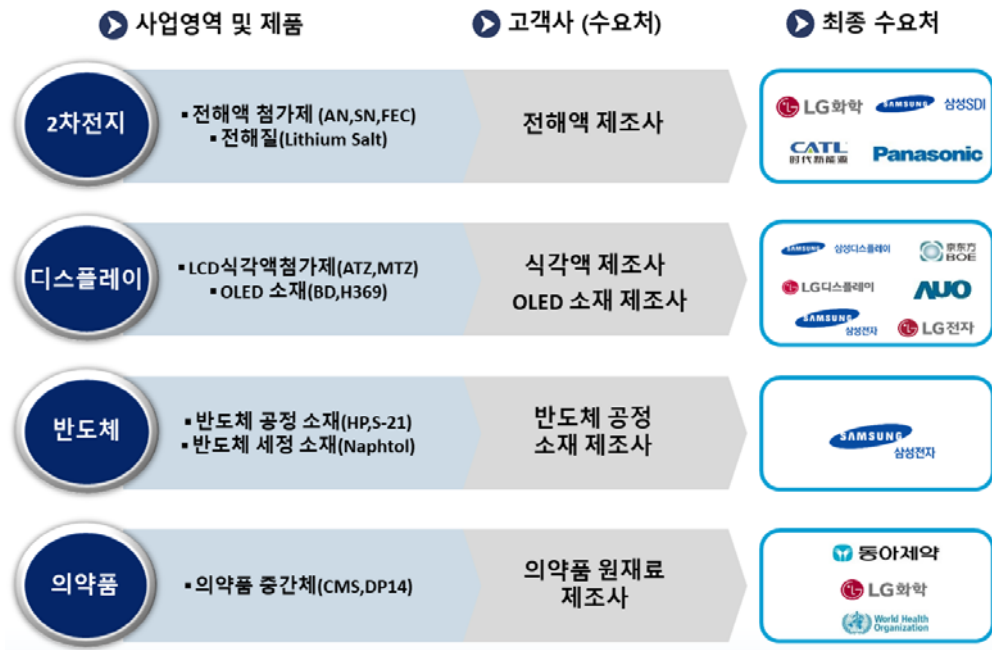 사업영역 및 제품
고객사 (수요처)
최종 수요처
2차전지
▪ 전해액 첨가제 (AN,SN,FEC)
▪ 전해질(Lithium Salt)
전해액 제조사
LG화학
SAMSUNG 삼성SDI
CATL
时代新能源
Panasonic
디스플레이
▪ LCD식각액첨가제(ATZ,MTZ)
▪ OLED 소재(BD,H369)
식각액 제조사
OLED 소재 제조사
SAMSUNG 삼성디스플레이
京东方
BOE
LG디스플레이
AUO
SAMSUNG
삼성전자
LG전자
반도체
▪ 반도체 공정 소재(HP,S-21)
▪ 반도체 세정 소재(Naphtol)
반도체 공정
소재 제조사
SAMSUNG
삼성전자
의약품
▪ 의약품 중간체(CMS,DP14)
의약품 원재료
제조사
동아제약
LG화학
World Health
Organization